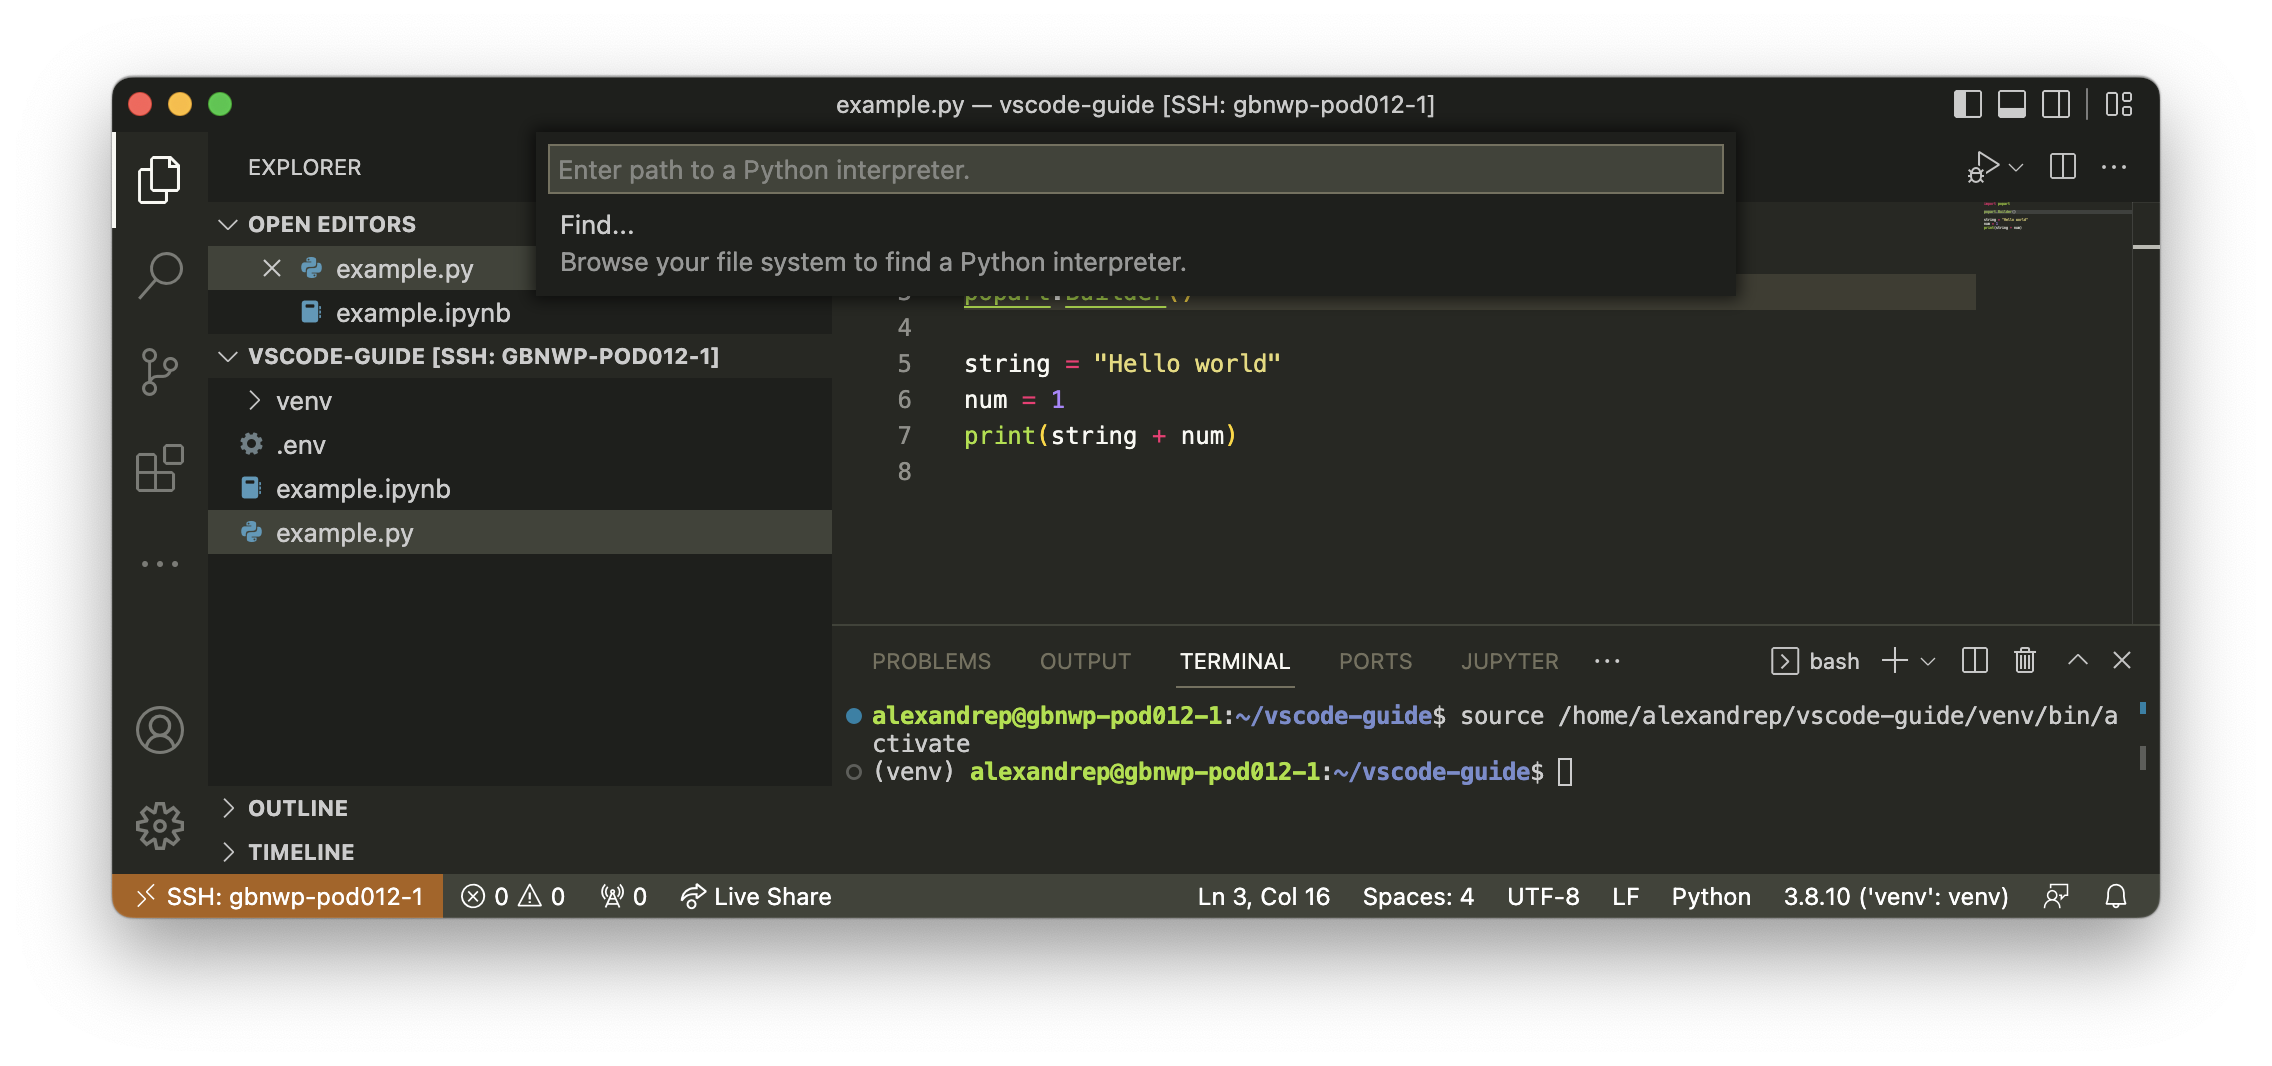 example.py — vscode-guide [SSH: gbnwp-pod012-1]
EXPLORER
Enter path to a Python interpreter.
Find...
Browse your file system to find a Python interpreter.
OPEN EDITORS
example.py
example.ipynb
VSCODE-GUIDE [SSH: GBNWP-POD012-1]
venv
.env
example.ipynb
example.py
OUTLINE
TIMELINE
3 popart.Builder()
4
5 string = "Hello world"
6 num = 1
7 print(string + num)
8
PROBLEMS OUTPUT TERMINAL PORTS JUPYTER ··· bash
alexandrep@gbnwp-pod012-1:~/vscode-guide$ source /home/alexandrep/vscode-guide/venv/bin/a
ctivate
(venv) alexandrep@gbnwp-pod012-1:~/vscode-guide$
SSH: gbnwp-pod012-1 0 0 0 Live Share Ln 3, Col 16 Spaces: 4 UTF-8 LF Python 3.8.10 ('venv': venv)